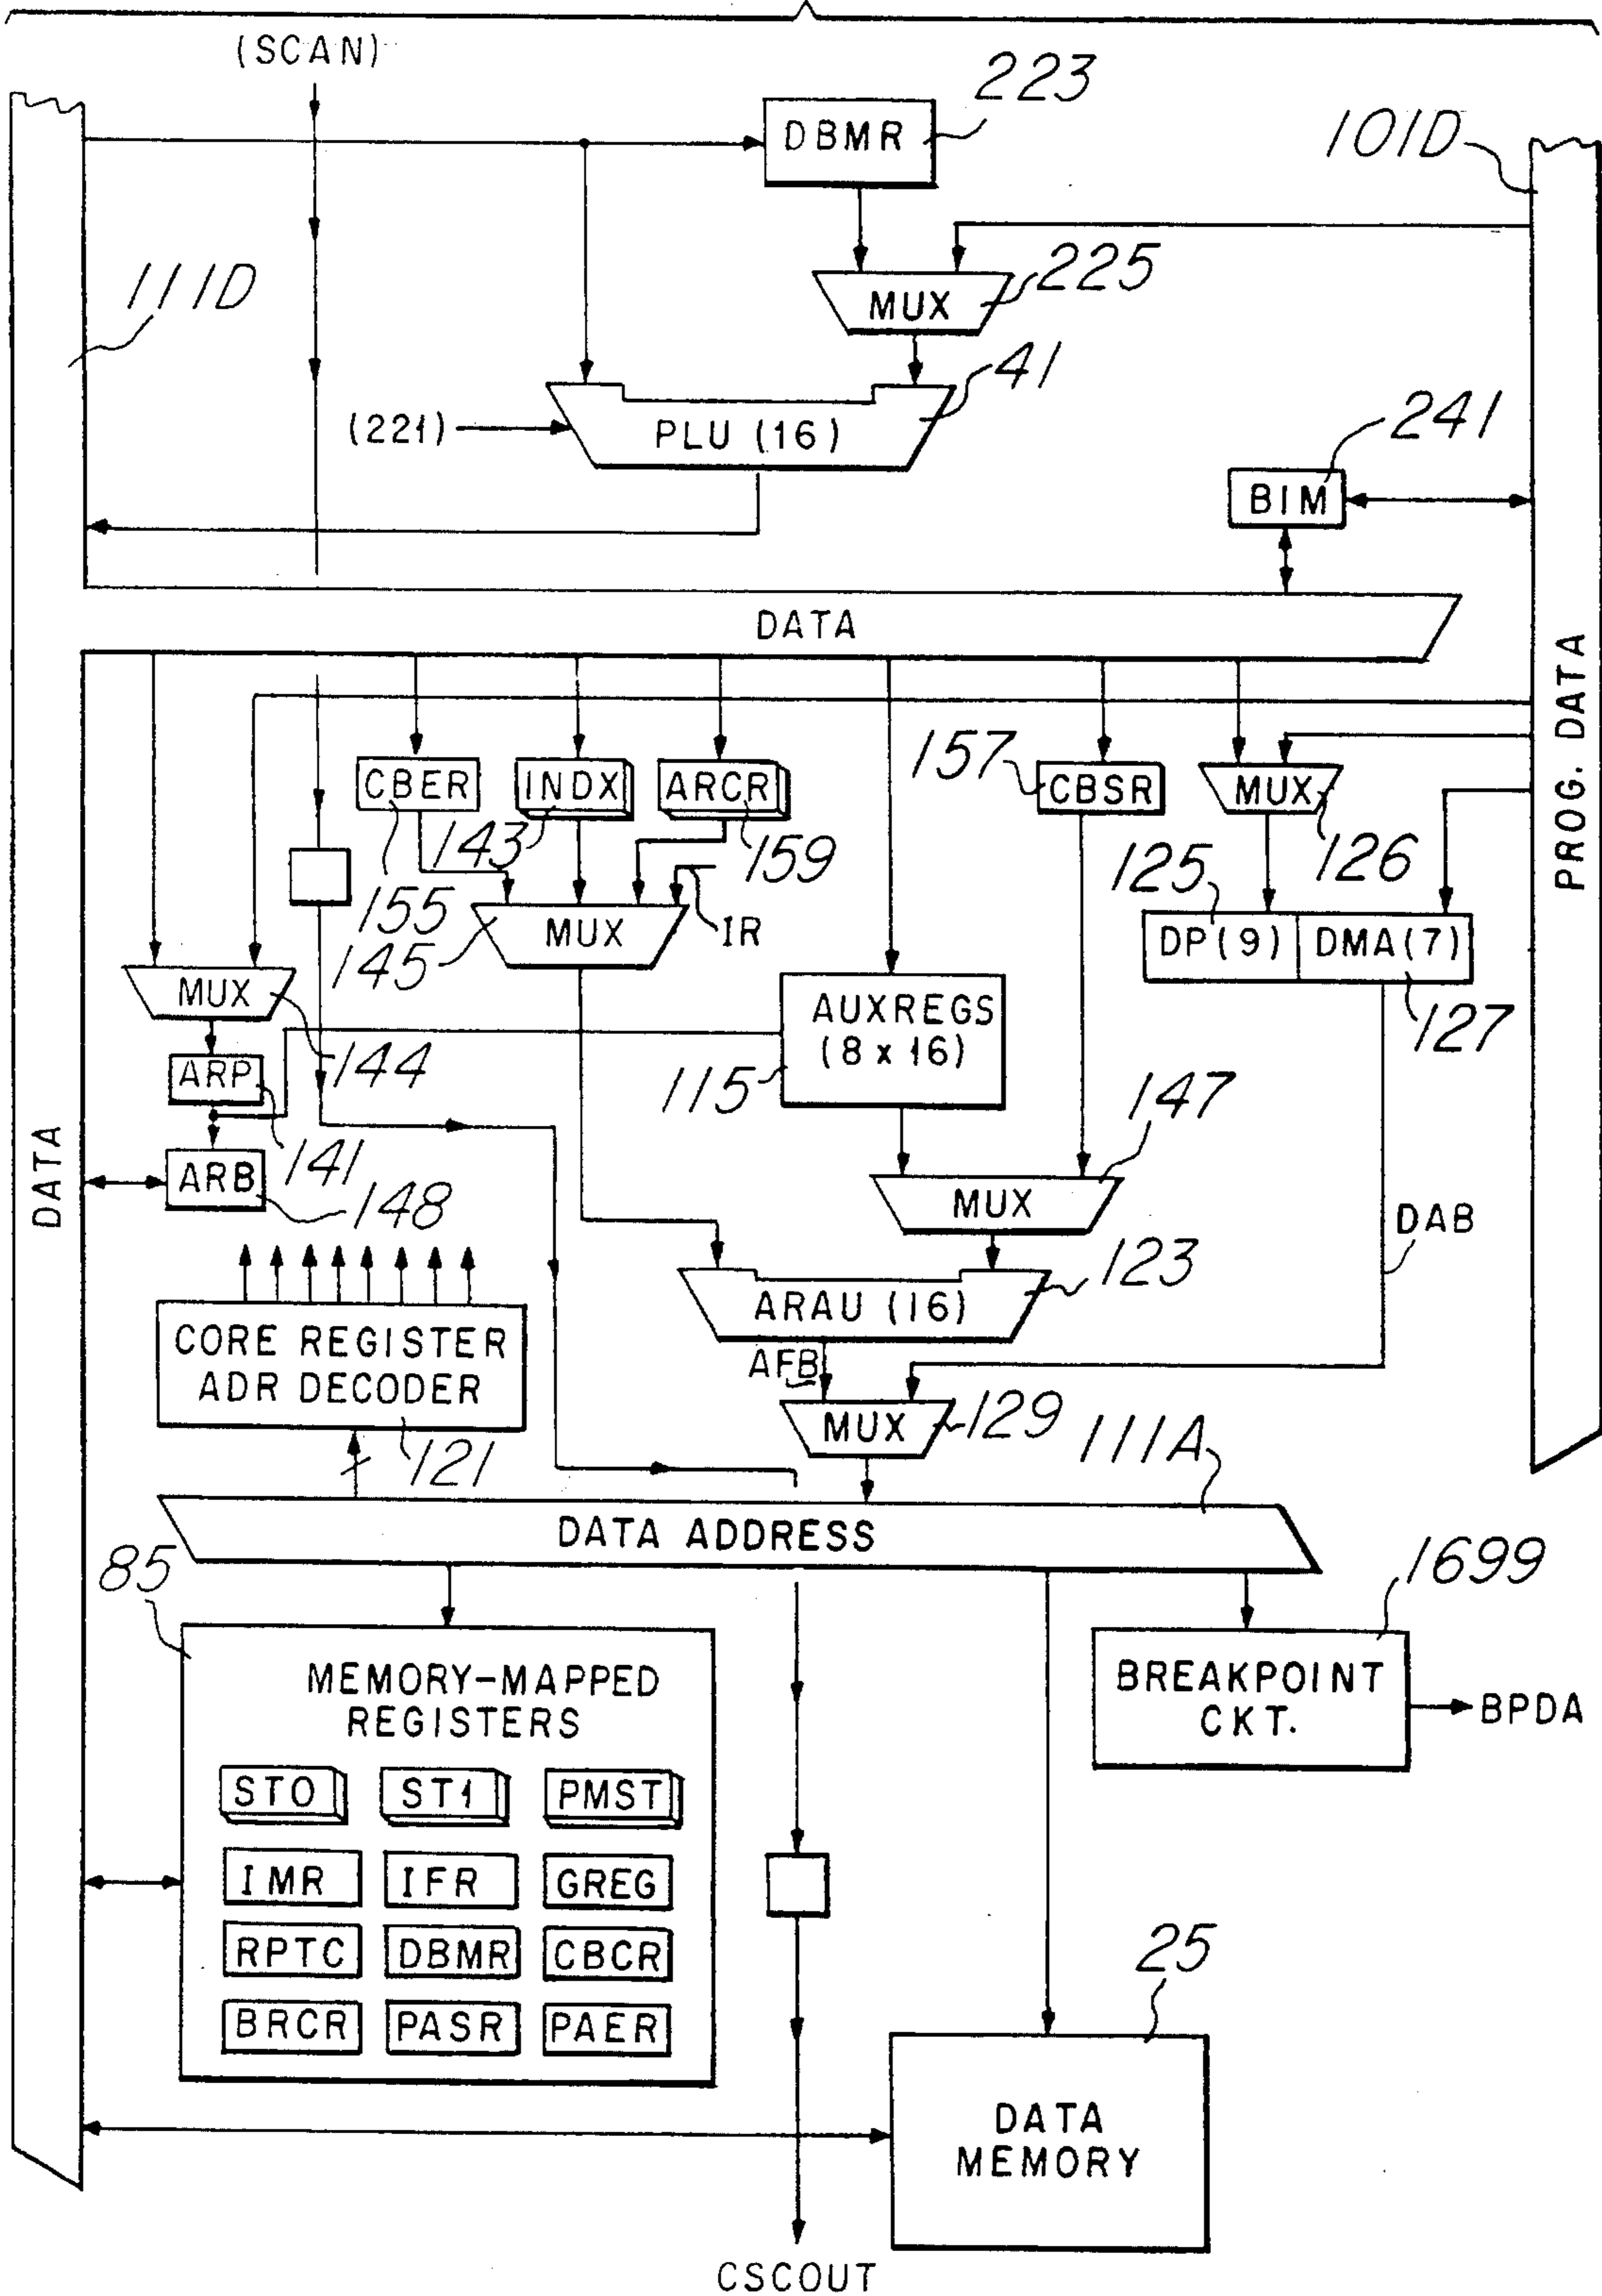 (SCAN)
223
DBMR
101D
111D
225
MUX
41
(221)
PLU (16)
241
BIM
DATA
PROG. DATA
CBER
INDX
ARCR
157
CBSR
MUX
143
159
126
155
125
IR
MUX
145
DP(9)
DMA(7)
MUX
AUXREGS
(8 x 16)
127
ARP
144
115
147
DATA
141
ARB
148
MUX
DAB
123
ARAU (16)
CORE REGISTER
ADR DECODER
AFB
MUX
129
111A
121
DATA ADDRESS
85
1699
MEMORY-MAPPED
REGISTERS
BREAKPOINT
CKT.
BPDA
ST0
ST1
PMST
IMR
IFR
GREG
RPTC
DBMR
CBCR
25
BRCR
PASR
PAER
DATA
MEMORY
CSCOUT